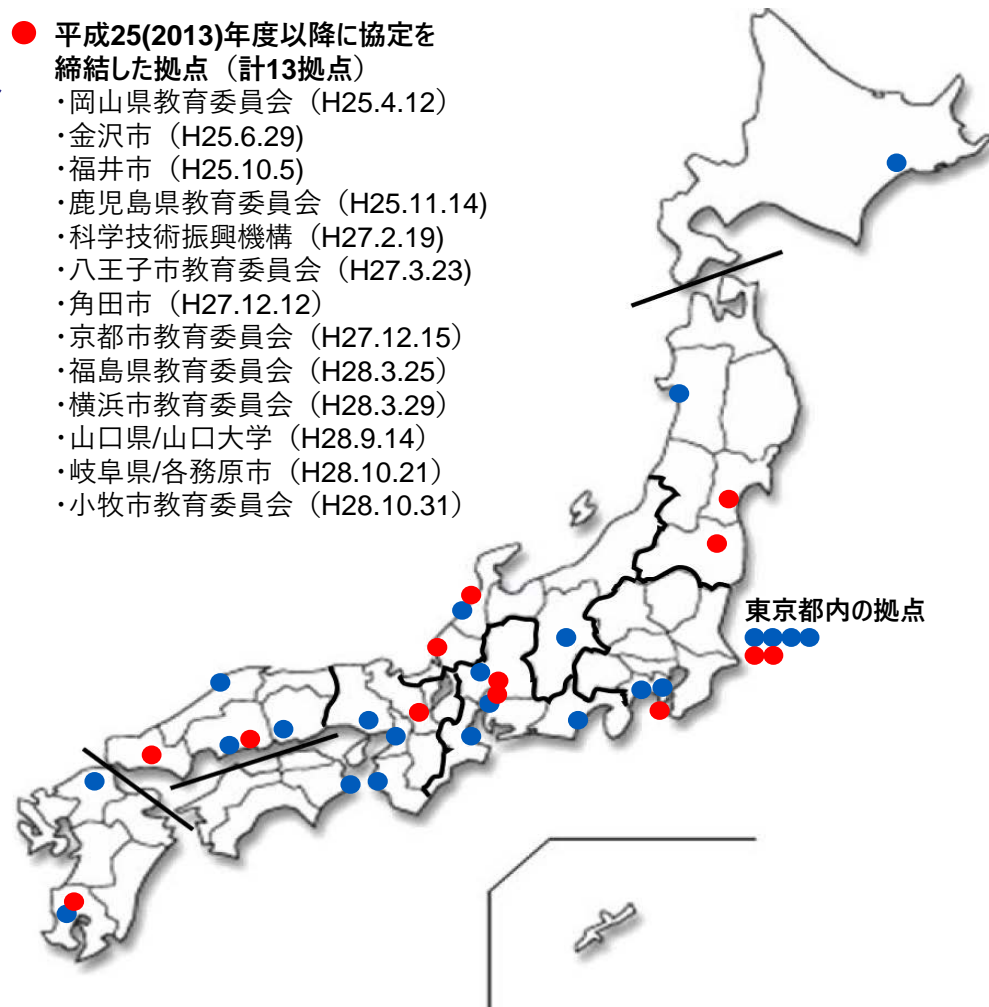 平成25(2013)年度以降に協定を
締結した拠点（計13拠点）
・岡山県教育委員会（H25.4.12）
・金沢市（H25.6.29)
・福井市（H25.10.5)
・鹿児島県教育委員会（H25.11.14)
・科学技術振興機構（H27.2.19)
・八王子市教育委員会（H27.3.23)
・角田市（H27.12.12）
・京都市教育委員会（H27.12.15）
・福島県教育委員会（H28.3.25）
・横浜市教育委員会（H28.3.29）
・山口県/山口大学（H28.9.14）
・岐阜県/各務原市（H28.10.21）
・小牧市教育委員会（H28.10.31）
東京都内の拠点